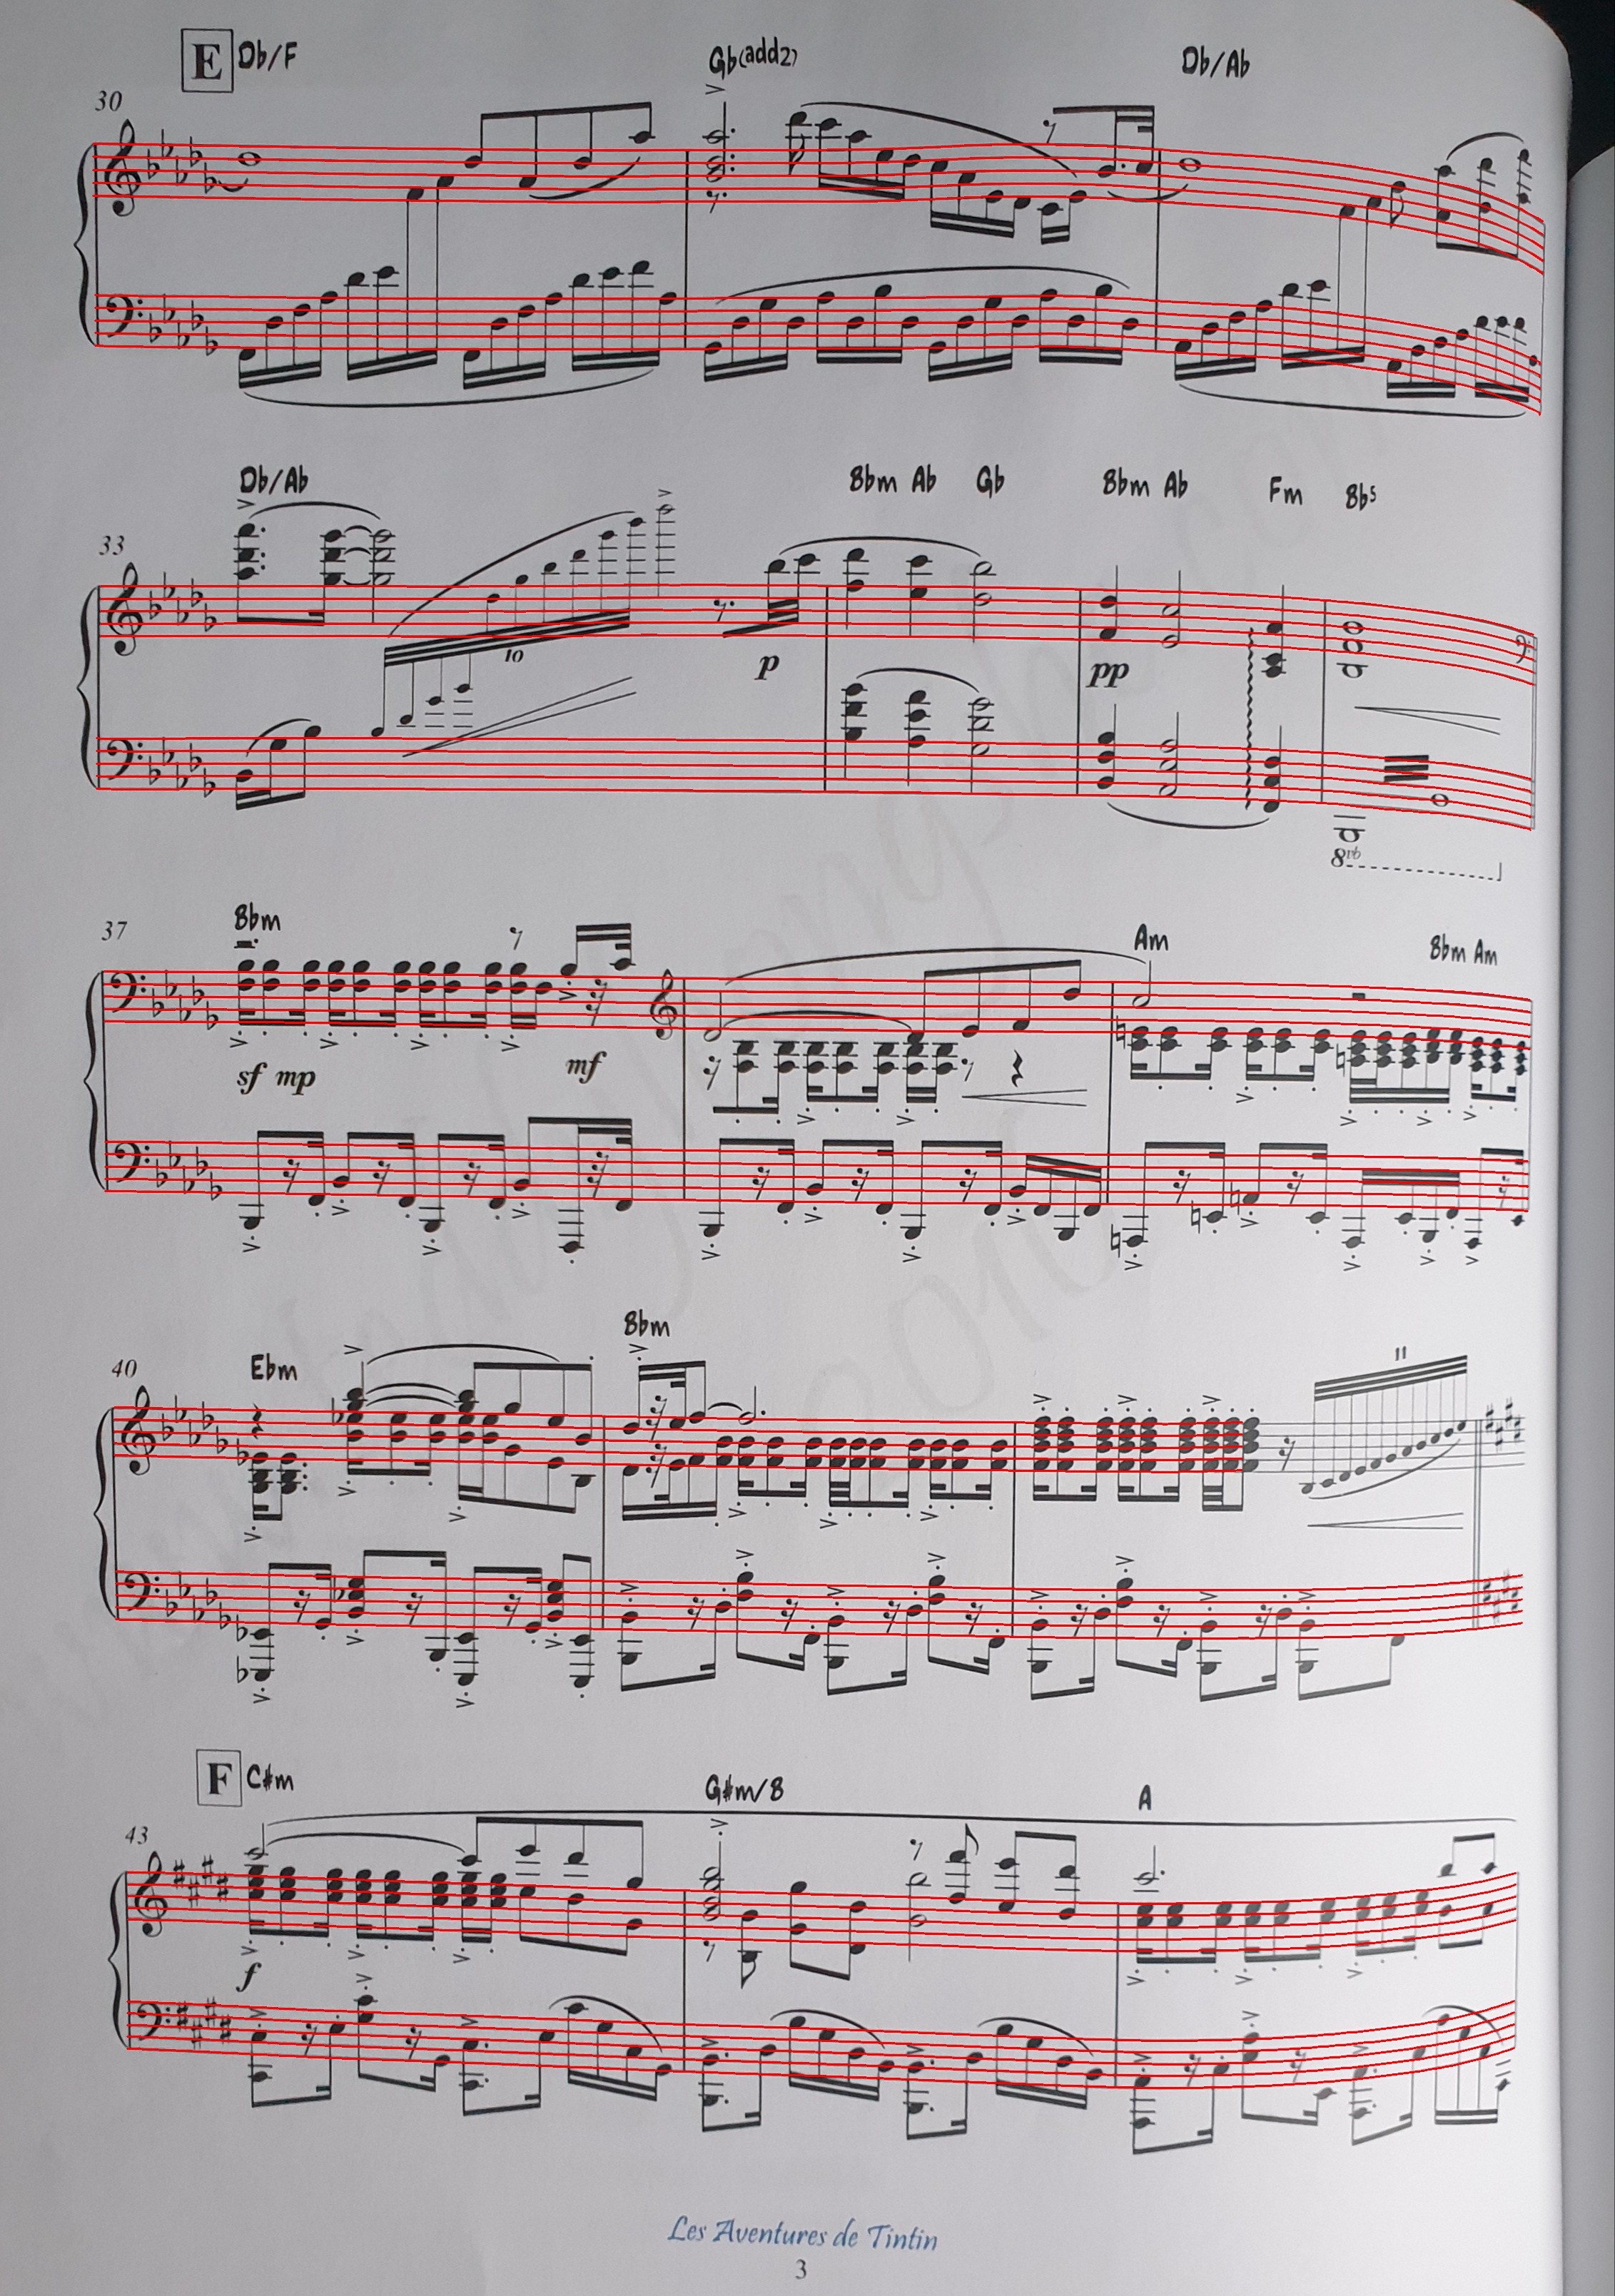 E Db/F Gb(add2) Db/Ab
30
Db/Ab Bbm Ab Gb Bbm Ab Fm Bb5
33
10
p pp
8vb
Bbm Am Bbm Am
37
sf mp mf
Ebm Bbm
40
11
F C#m G#m/B A
43
f
Les Aventures de Tintin
3